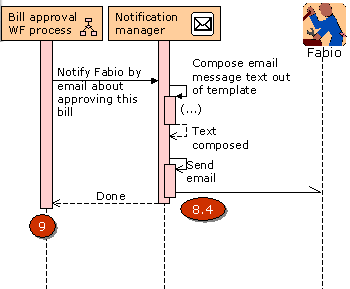 Bill approval
WF process
Notification
manager
Fabio
Notify Fabio by
email about
approving this
bill
Compose email
message text out
of template
(...)
Text
composed
Send
email
Done
8.4
9